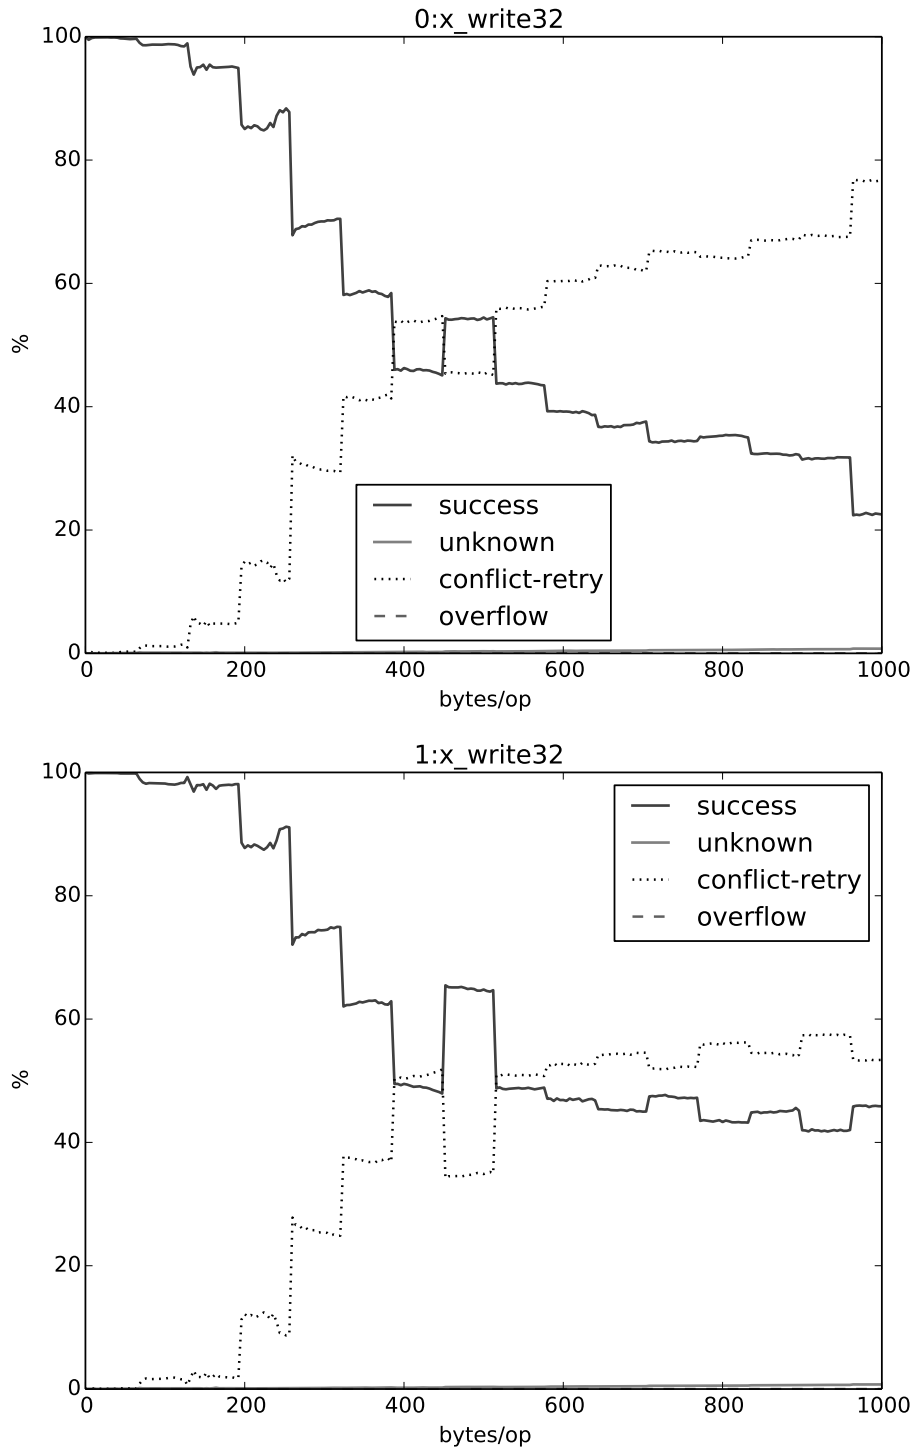 0:x_write32
100
80
60
40
20
0
%
success
unknown
conflict-retry
overflow
0 200 400 600 800 1000
bytes/op
1:x_write32
100
80
60
40
20
0
%
success
unknown
conflict-retry
overflow
0 200 400 600 800 1000
bytes/op